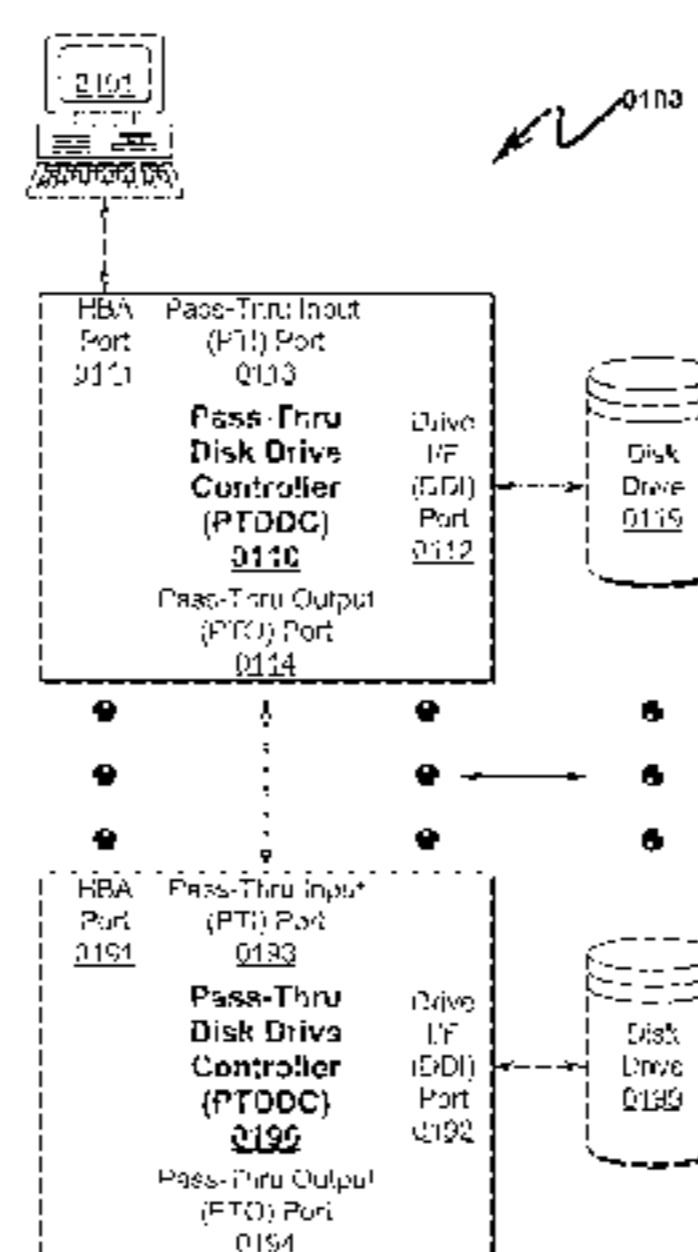 0101
HBA Pass-Thru Input
Port (PTI) Port
0111 0113
Pass-Thru
Disk Drive
Controller
(PTDDC)
0110
Drive
I/F
(DDI)
Port
0112
Disk
Drive
0119
Pass-Thru Output
(PTO) Port
0114
HBA Pass-Thru Input
Port (PTI) Port
0191 0193
Pass-Thru
Disk Drive
Controller
(PTDDC)
0190
Drive
I/F
(DDI)
Port
0192
Disk
Drive
0199
Pass-Thru Output
(PTO) Port
0194